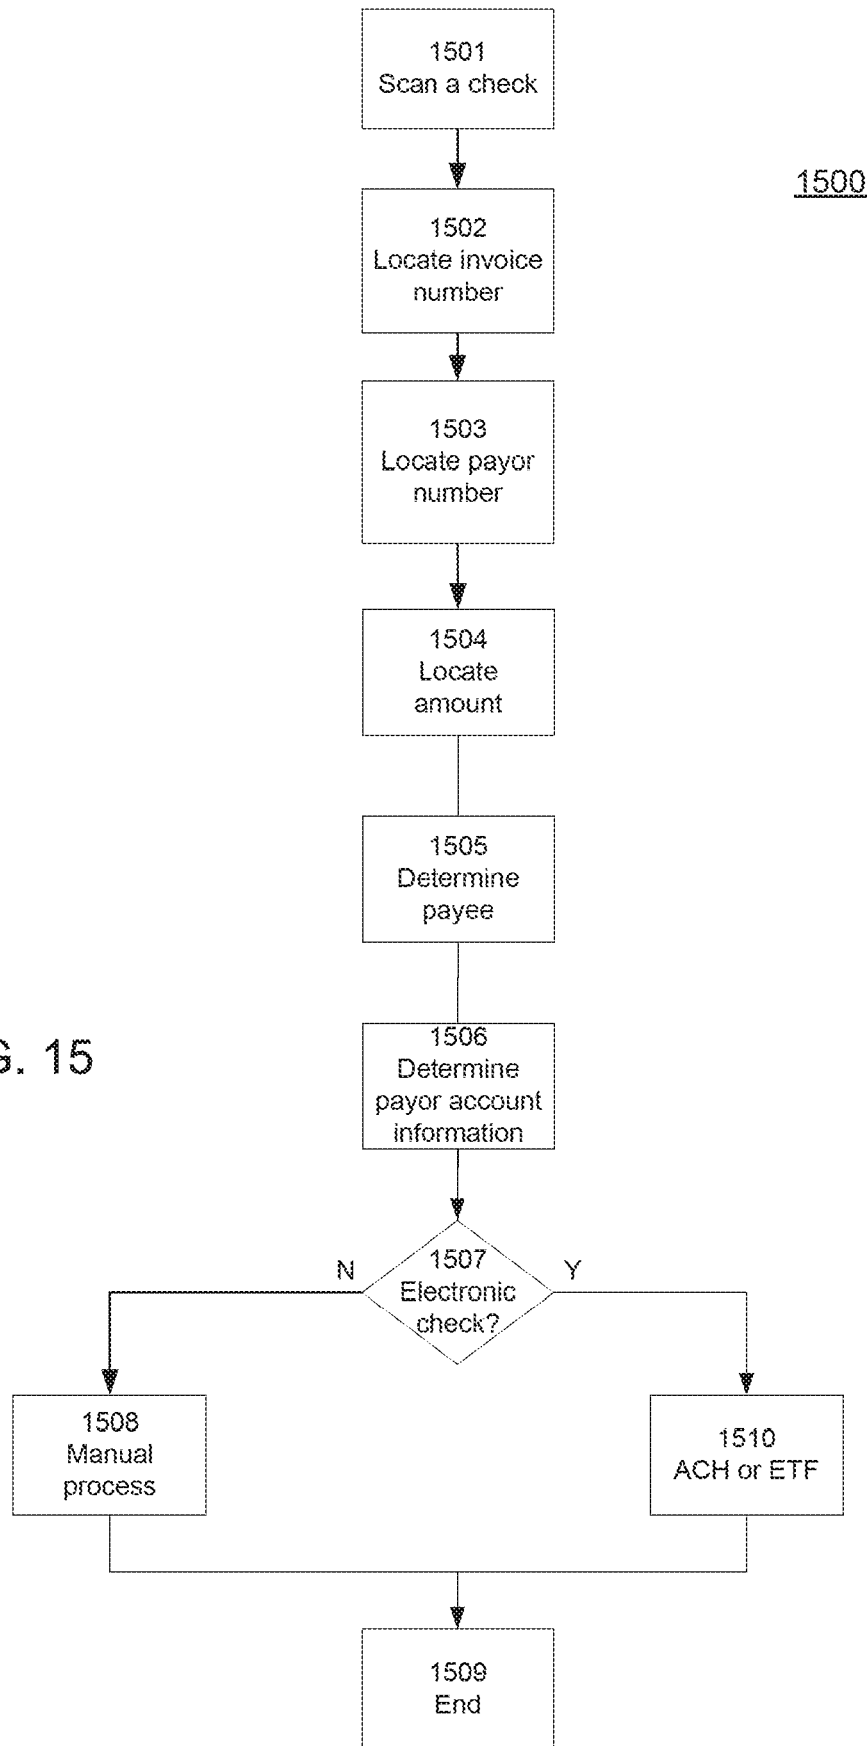 1501
Scan a check
1500
1502
Locate invoice
number
1503
Locate payor
number
1504
Locate
amount
1505
Determine
payee
G. 15
1506
Determine
payor account
information
N
1507
Electronic
check?
Y
1508
Manual
process
1510
ACH or ETF
1509
End